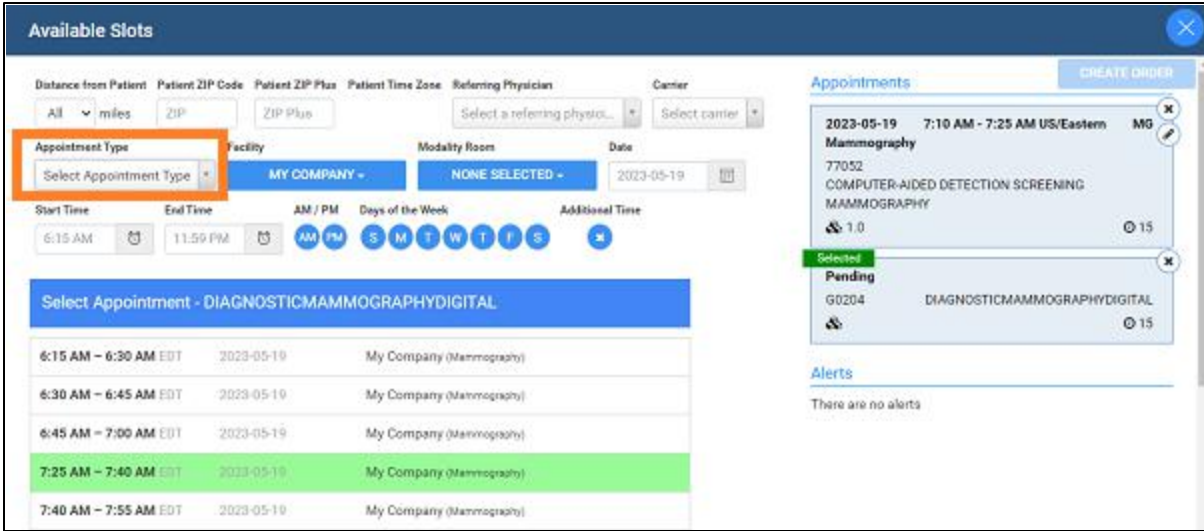 Available Slots
Distance from Patient Patient ZIP Code Patient ZIP Plus Patient Time Zone Referring Physician Carrier
All miles ZIP ZIP Plus Select a referring physici... Select carrier
Appointment Type Facility Modality Room Date
Select Appointment Type MY COMPANY NONE SELECTED 2023-05-19
Start Time End Time AM / PM Days of the Week Additional Time
6:15 AM 11:59 PM AM PM S M T W T F S
Select Appointment - DIAGNOSTICMAMMOGRAPHYDIGITAL
6:15 AM – 6:30 AM EDT 2023-05-19 My Company (Mammography)
6:30 AM – 6:45 AM EDT 2023-05-19 My Company (Mammography)
6:45 AM – 7:00 AM EDT 2023-05-19 My Company (Mammography)
7:25 AM – 7:40 AM EDT 2023-05-19 My Company (Mammography)
7:40 AM – 7:55 AM EDT 2023-05-19 My Company (Mammography)
CREATE ORDER
Appointments
2023-05-19 7:10 AM - 7:25 AM US/Eastern MG
Mammography
77052
COMPUTER-AIDED DETECTION SCREENING
MAMMOGRAPHY
1.0 15
Selected
Pending
G0204 DIAGNOSTICMAMMOGRAPHYDIGITAL
15
Alerts
There are no alerts